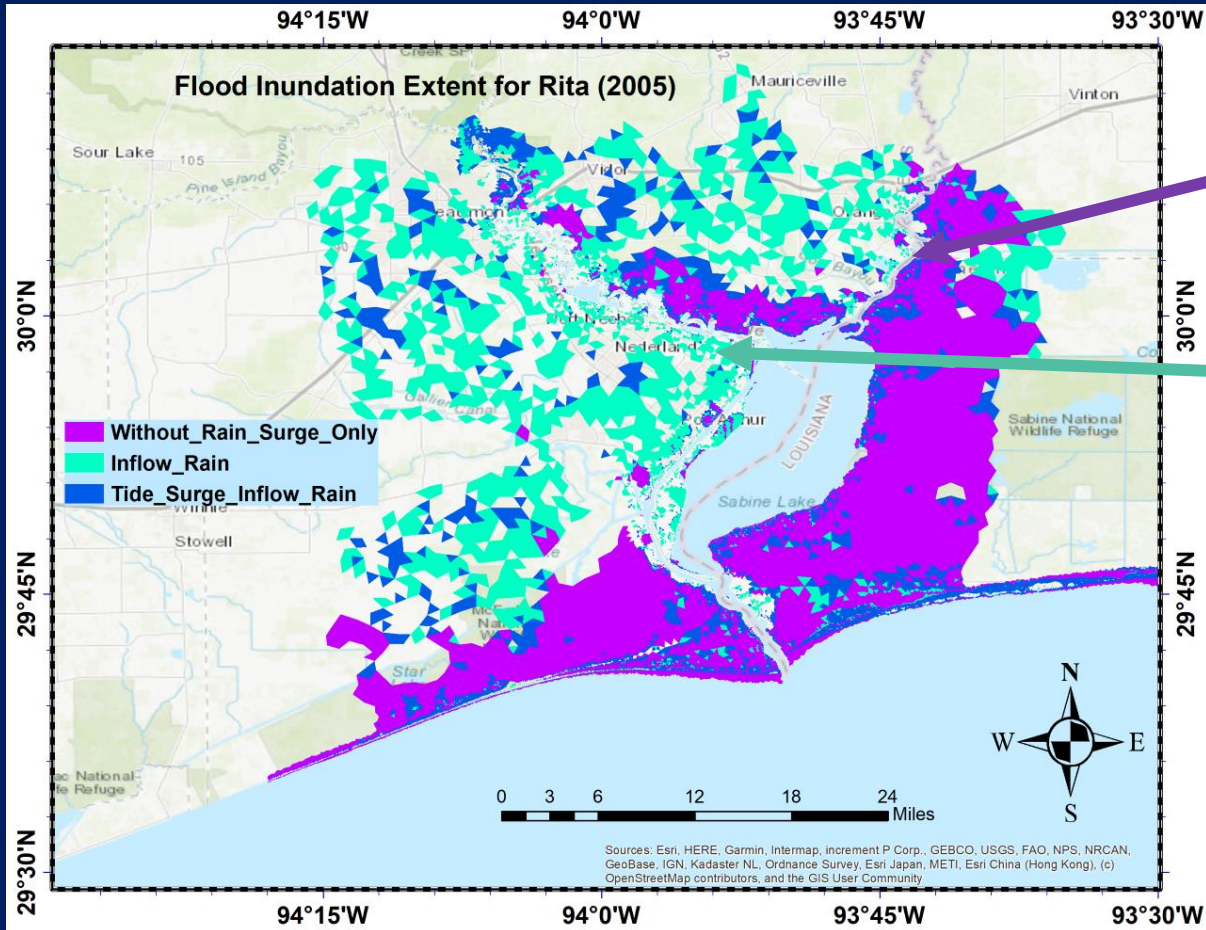 94°15'W 94°0'W 93°45'W 93°30'W
Flood Inundation Extent for Rita (2005)
Mauriceville
Vinton
Sour Lake
105
Pine Island Bayou
Vidor
30°0'N
30°0'N
Nederland
LOUISIANA
Sabine National
Wildlife Refuge
Without_Rain_Surge_Only
Inflow_Rain
Tide_Surge_Inflow_Rain
Sabine Lake
Stowell
29°45'N
29°45'N
Star
N
W E
S
National
Refuge
0 3 6 12 18 24
Miles
Sources: Esri, HERE, Garmin, Intermap, increment P Corp., GEBCO, USGS, FAO, NPS, NRCAN,
GeoBase, IGN, Kadaster NL, Ordnance Survey, Esri Japan, METI, Esri China (Hong Kong), (c)
OpenStreetMap contributors, and the GIS User Community
29°30'N
94°15'W 94°0'W 93°45'W 93°30'W